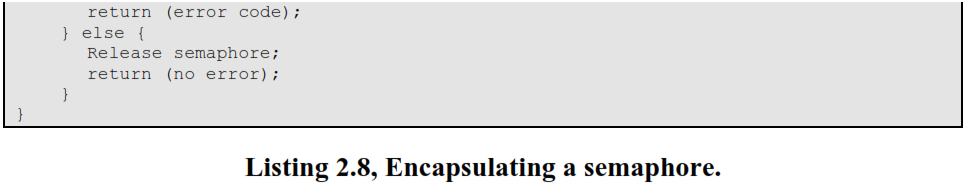 return (error code);
} else {
Release semaphore;
return (no error);
}
}
Listing 2.8, Encapsulating a semaphore.